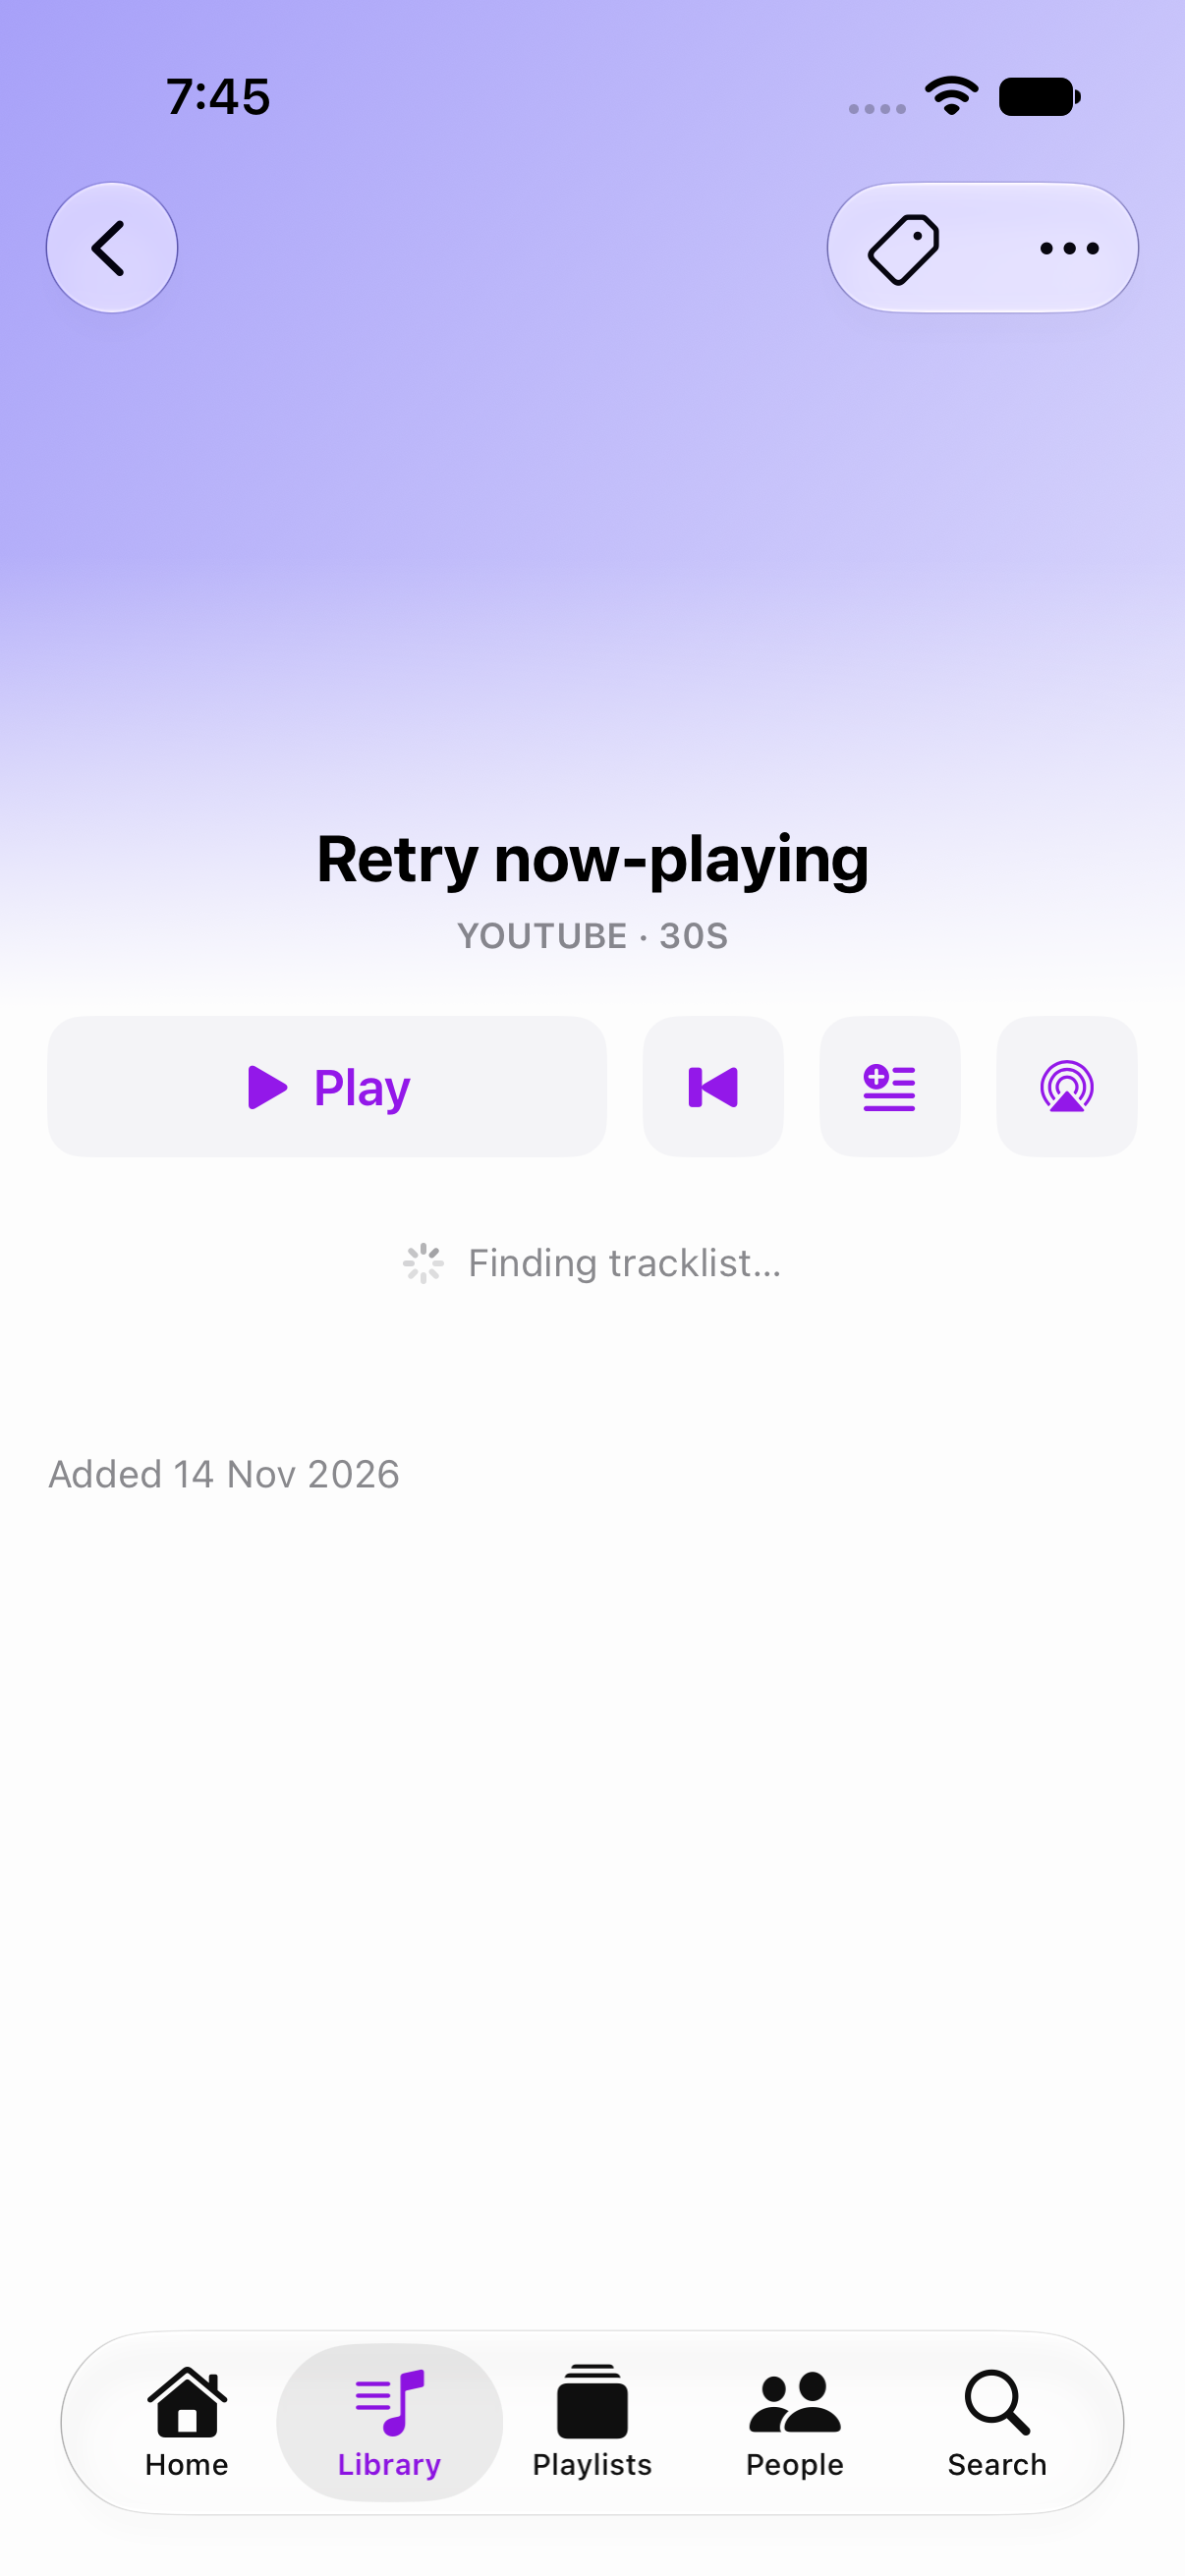 7:45
Retry now-playing
YOUTUBE · 30S
Play
Finding tracklist...
Added 14 Nov 2026
Home
Library
Playlists
People
Search